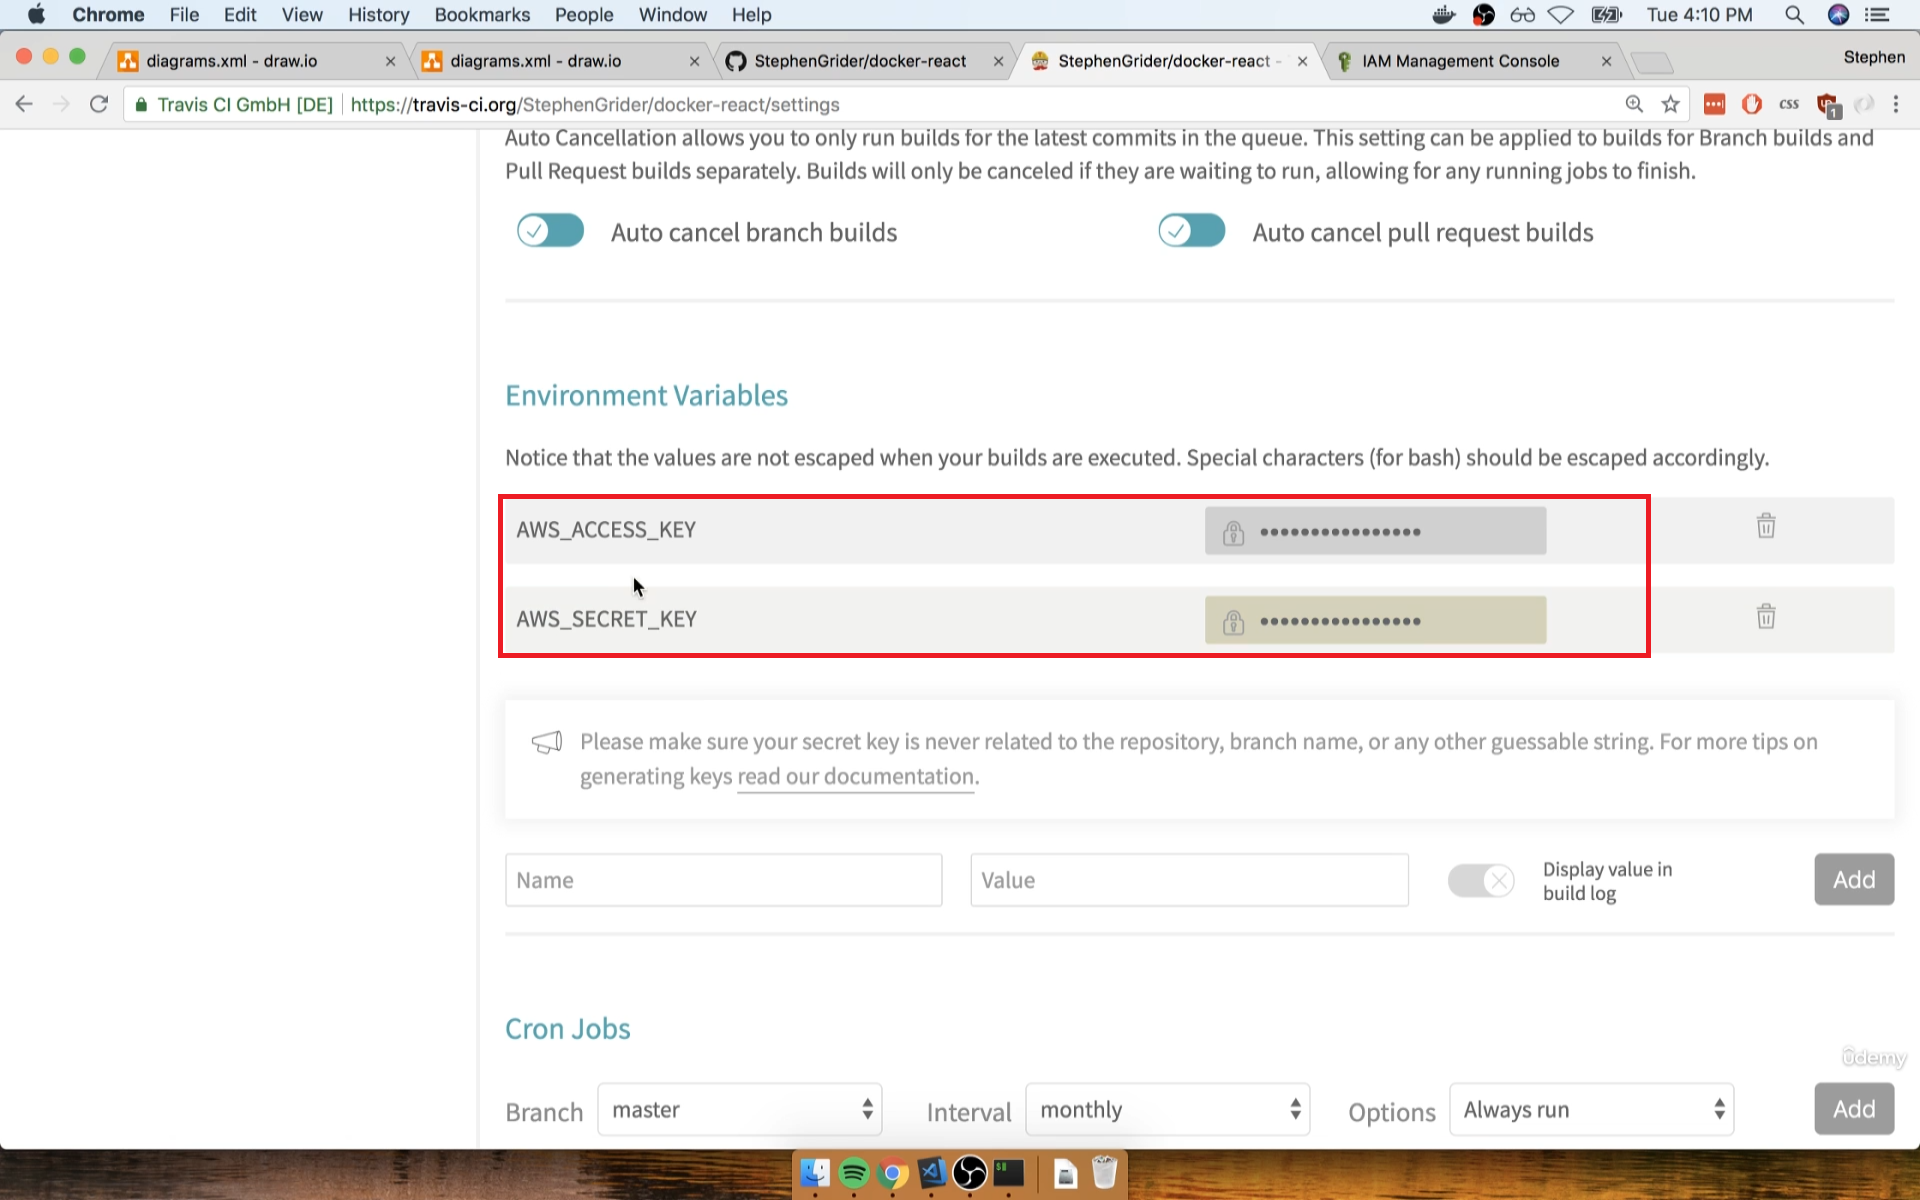 Chrome File Edit View History Bookmarks People Window Help Tue 4:10 PM
diagrams.xml - draw.io diagrams.xml - draw.io StephenGrider/docker-react StephenGrider/docker-react - IAM Management Console Stephen
Travis CI GmbH [DE] https://travis-ci.org/StephenGrider/docker-react/settings css 1
Auto Cancellation allows you to only run builds for the latest commits in the queue. This setting can be applied to builds for Branch builds and
Pull Request builds separately. Builds will only be canceled if they are waiting to run, allowing for any running jobs to finish.
Auto cancel branch builds Auto cancel pull request builds
Environment Variables
Notice that the values are not escaped when your builds are executed. Special characters (for bash) should be escaped accordingly.
AWS_ACCESS_KEY ••••••••••••••••
AWS_SECRET_KEY ••••••••••••••••
Please make sure your secret key is never related to the repository, branch name, or any other guessable string. For more tips on
generating keys read our documentation.
Name Value Display value in
build log Add
Cron Jobs
Branch master Interval monthly Options Always run Add
ûdemy